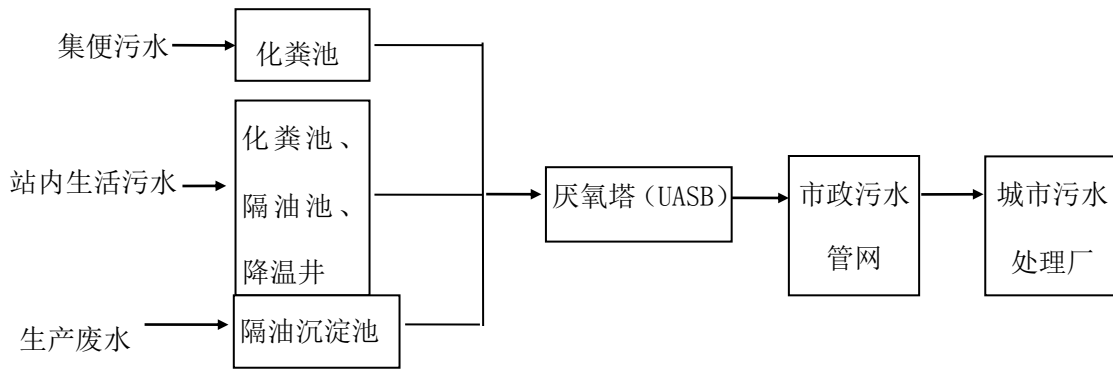 集便污水
化粪池
站内生活污水
化粪池、
隔油池、
降温井
生产废水
隔油沉淀池
厌氧塔（UASB）
市政污水
管网
城市污水
处理厂